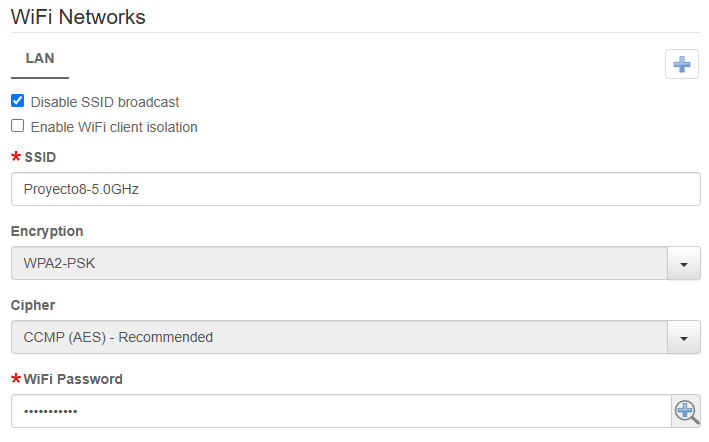 WiFi Networks
LAN
Disable SSID broadcast
Enable WiFi client isolation
* SSID
Proyecto8-5.0GHz
Encryption
WPA2-PSK
Cipher
CCMP (AES) - Recommended
* WiFi Password
•••••••••••